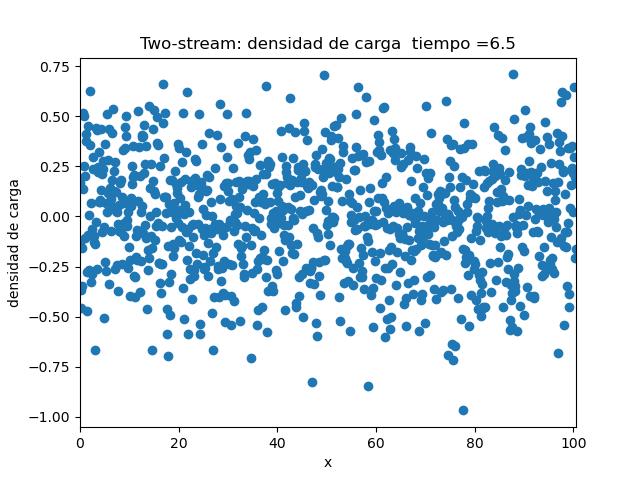 Two-stream: densidad de carga  tiempo =6.5
densidad de carga
0.75
0.50
0.25
0.00
−0.25
−0.50
−0.75
−1.00
0 20 40 60 80 100
x